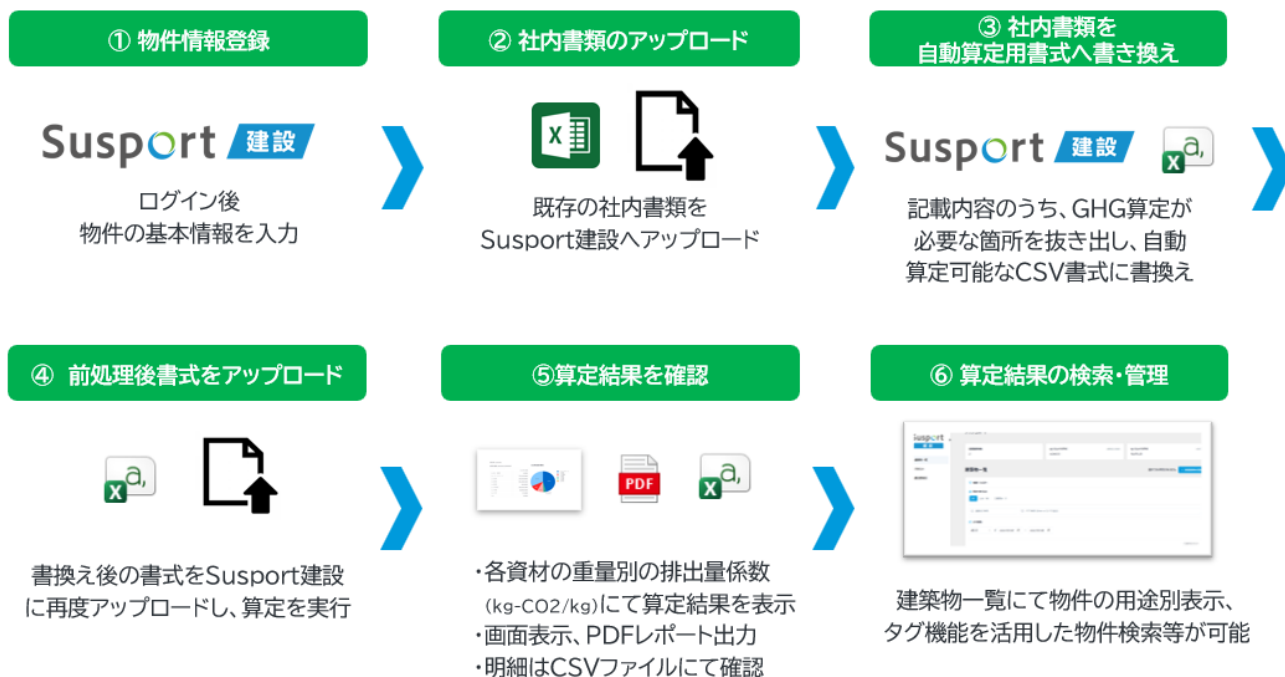 ① 物件情報登録
Susport 建設
ログイン後
物件の基本情報を入力
② 社内書類のアップロード
X
既存の社内書類を
Susport建設へアップロード
③ 社内書類を
自動算定用書式へ書き換え
Susport 建設
X a,
記載内容のうち、GHG算定が
必要な箇所を抜き出し、自動
算定可能なCSV書式に書換え
④ 前処理後書式をアップロード
X a,
書換え後の書式をSusport建設
に再度アップロードし、算定を実行
⑤算定結果を確認
PDF
X a,
・各資材の重量別の排出量係数
(kg-CO2/kg)にて算定結果を表示
・画面表示、PDFレポート出力
・明細はCSVファイルにて確認
⑥ 算定結果の検索・管理
建築物一覧
建築物一覧にて物件の用途別表示、
タグ機能を活用した物件検索等が可能